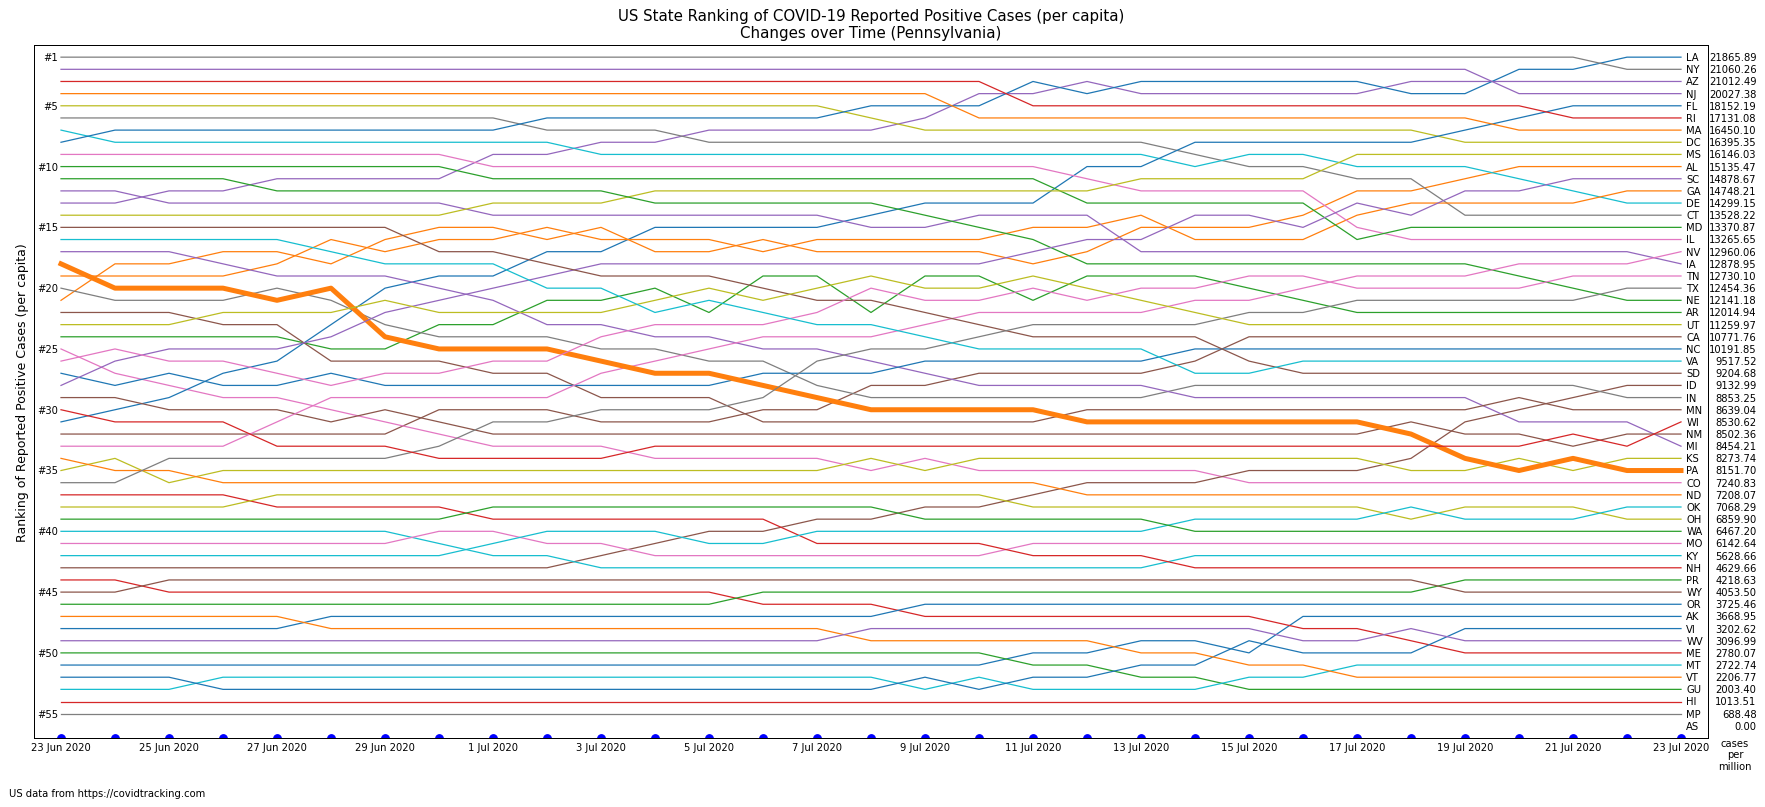 US State Ranking of COVID-19 Reported Positive Cases (per capita)
Changes over Time (Pennsylvania)
Ranking of Reported Positive Cases (per capita)
#1
#5
#10
#15
#20
#25
#30
#35
#40
#45
#50
#55
LA 21865.89
NY 21060.26
AZ 21012.49
NJ 20027.38
FL 18152.19
RI 17131.08
MA 16450.10
DC 16395.35
MS 16146.03
AL 15135.47
SC 14878.67
GA 14748.21
DE 14299.15
CT 13528.22
MD 13370.87
IL 13265.65
NV 12960.06
IA 12878.95
TN 12730.10
TX 12454.36
NE 12141.18
AR 12014.94
UT 11259.97
CA 10771.76
NC 10191.85
VA 9517.52
SD 9204.68
ID 9132.99
IN 8853.25
MN 8639.04
WI 8530.62
NM 8502.36
MI 8454.21
KS 8273.74
PA 8151.70
CO 7240.83
ND 7208.07
OK 7068.29
OH 6859.90
WA 6467.20
MO 6142.64
KY 5628.66
NH 4629.66
PR 4218.63
WY 4053.50
OR 3725.46
AK 3668.95
VI 3202.62
WV 3096.99
ME 2780.07
MT 2722.74
VT 2206.77
GU 2003.40
HI 1013.51
MP 688.48
AS 0.00
23 Jun 2020 25 Jun 2020 27 Jun 2020 29 Jun 2020 1 Jul 2020 3 Jul 2020 5 Jul 2020 7 Jul 2020 9 Jul 2020 11 Jul 2020 13 Jul 2020 15 Jul 2020 17 Jul 2020 19 Jul 2020 21 Jul 2020 23 Jul 2020
cases
per
million
US data from https://covidtracking.com